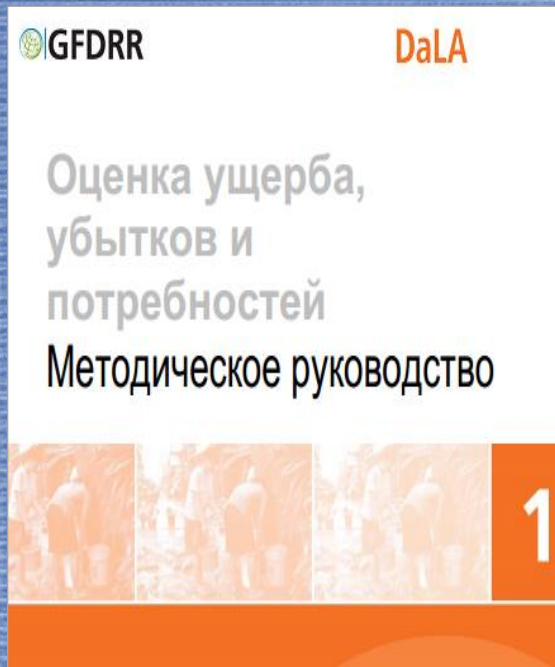 GFDRR
DaLA
Оценка ущерба,
убытков и
потребностей
Методическое руководство
1